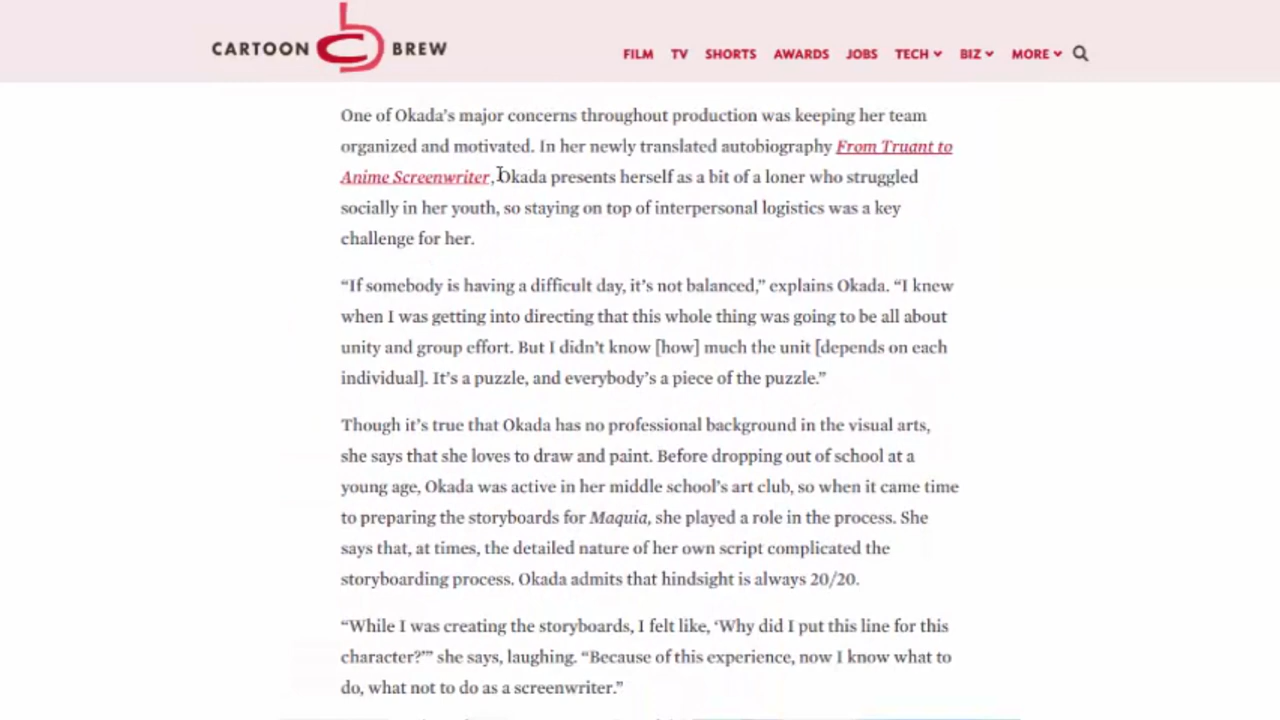 CARTOON BREW
FILM TV SHORTS AWARDS JOBS TECH BIZ MORE
One of Okada’s major concerns throughout production was keeping her team
organized and motivated. In her newly translated autobiography From Truant to
Anime Screenwriter, Okada presents herself as a bit of a loner who struggled
socially in her youth, so staying on top of interpersonal logistics was a key
challenge for her.
“If somebody is having a difficult day, it’s not balanced,” explains Okada. “I knew
when I was getting into directing that this whole thing was going to be all about
unity and group effort. But I didn’t know [how] much the unit [depends on each
individual]. It’s a puzzle, and everybody’s a piece of the puzzle.”
Though it’s true that Okada has no professional background in the visual arts,
she says that she loves to draw and paint. Before dropping out of school at a
young age, Okada was active in her middle school’s art club, so when it came time
to preparing the storyboards for Maquia, she played a role in the process. She
says that, at times, the detailed nature of her own script complicated the
storyboarding process. Okada admits that hindsight is always 20/20.
“While I was creating the storyboards, I felt like, ‘Why did I put this line for this
character?’” she says, laughing. “Because of this experience, now I know what to
do, what not to do as a screenwriter.”